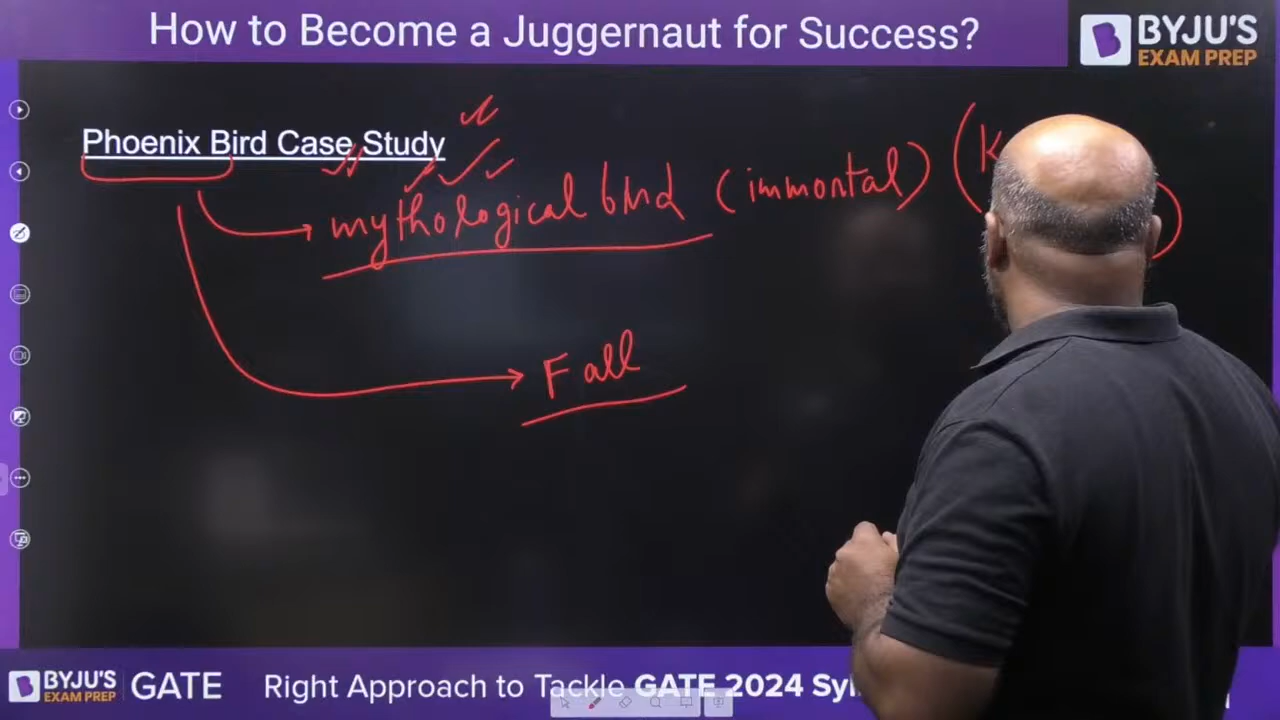 How to Become a Juggernaut for Success?
BYJU'S
EXAM PREP
Phoenix Bird Case Study
mythological bird (immortal) (K
Fall
BYJU'S
EXAM PREP
GATE
Right Approach to Tackle GATE 2024 Syl